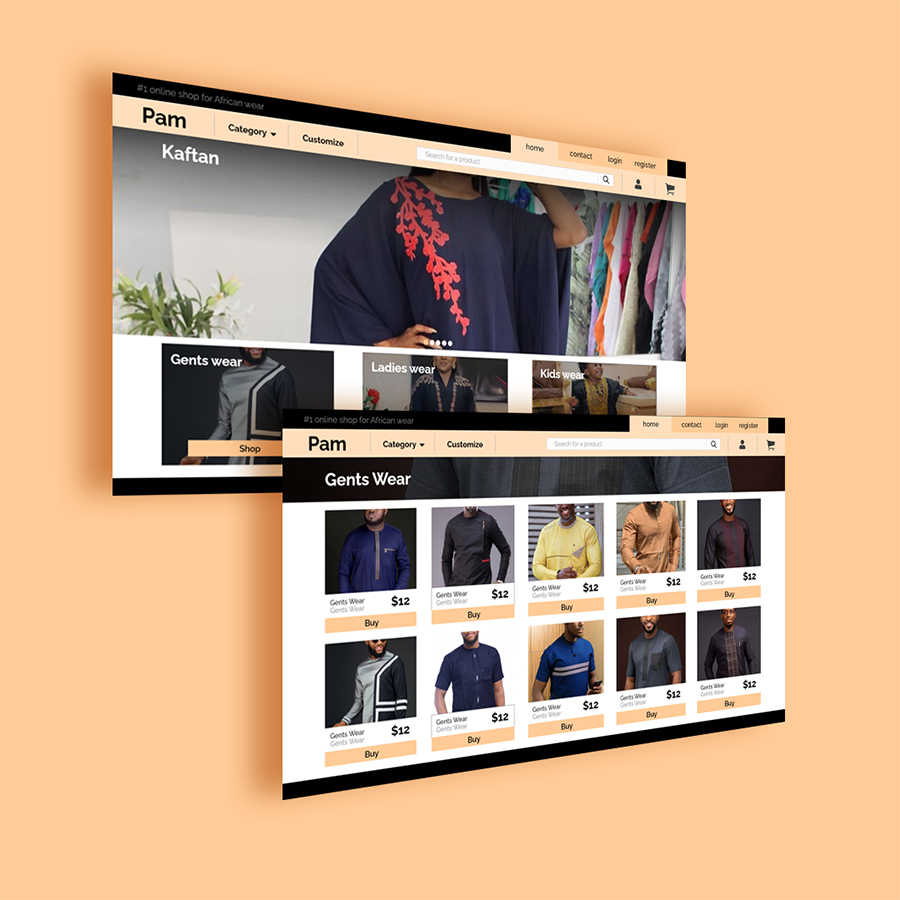 #1 online shop for African wear
home contact login register
Pam Category Customize
Search for a product
Kaftan
Gents wear Ladies wear Kids wear
Shop
#1 online shop for African wear
home contact login register
Pam Category Customize
Search for a product
Gents Wear
Gents Wear $12 Gents Wear $12 Gents Wear $12 Gents Wear $12 Gents Wear $12
Gents Wear Gents Wear Gents Wear Gents Wear Gents Wear
Buy Buy Buy Buy Buy
Gents Wear $12 Gents Wear $12 Gents Wear $12 Gents Wear $12 Gents Wear $12
Gents Wear Gents Wear Gents Wear Gents Wear Gents Wear
Buy Buy Buy Buy Buy